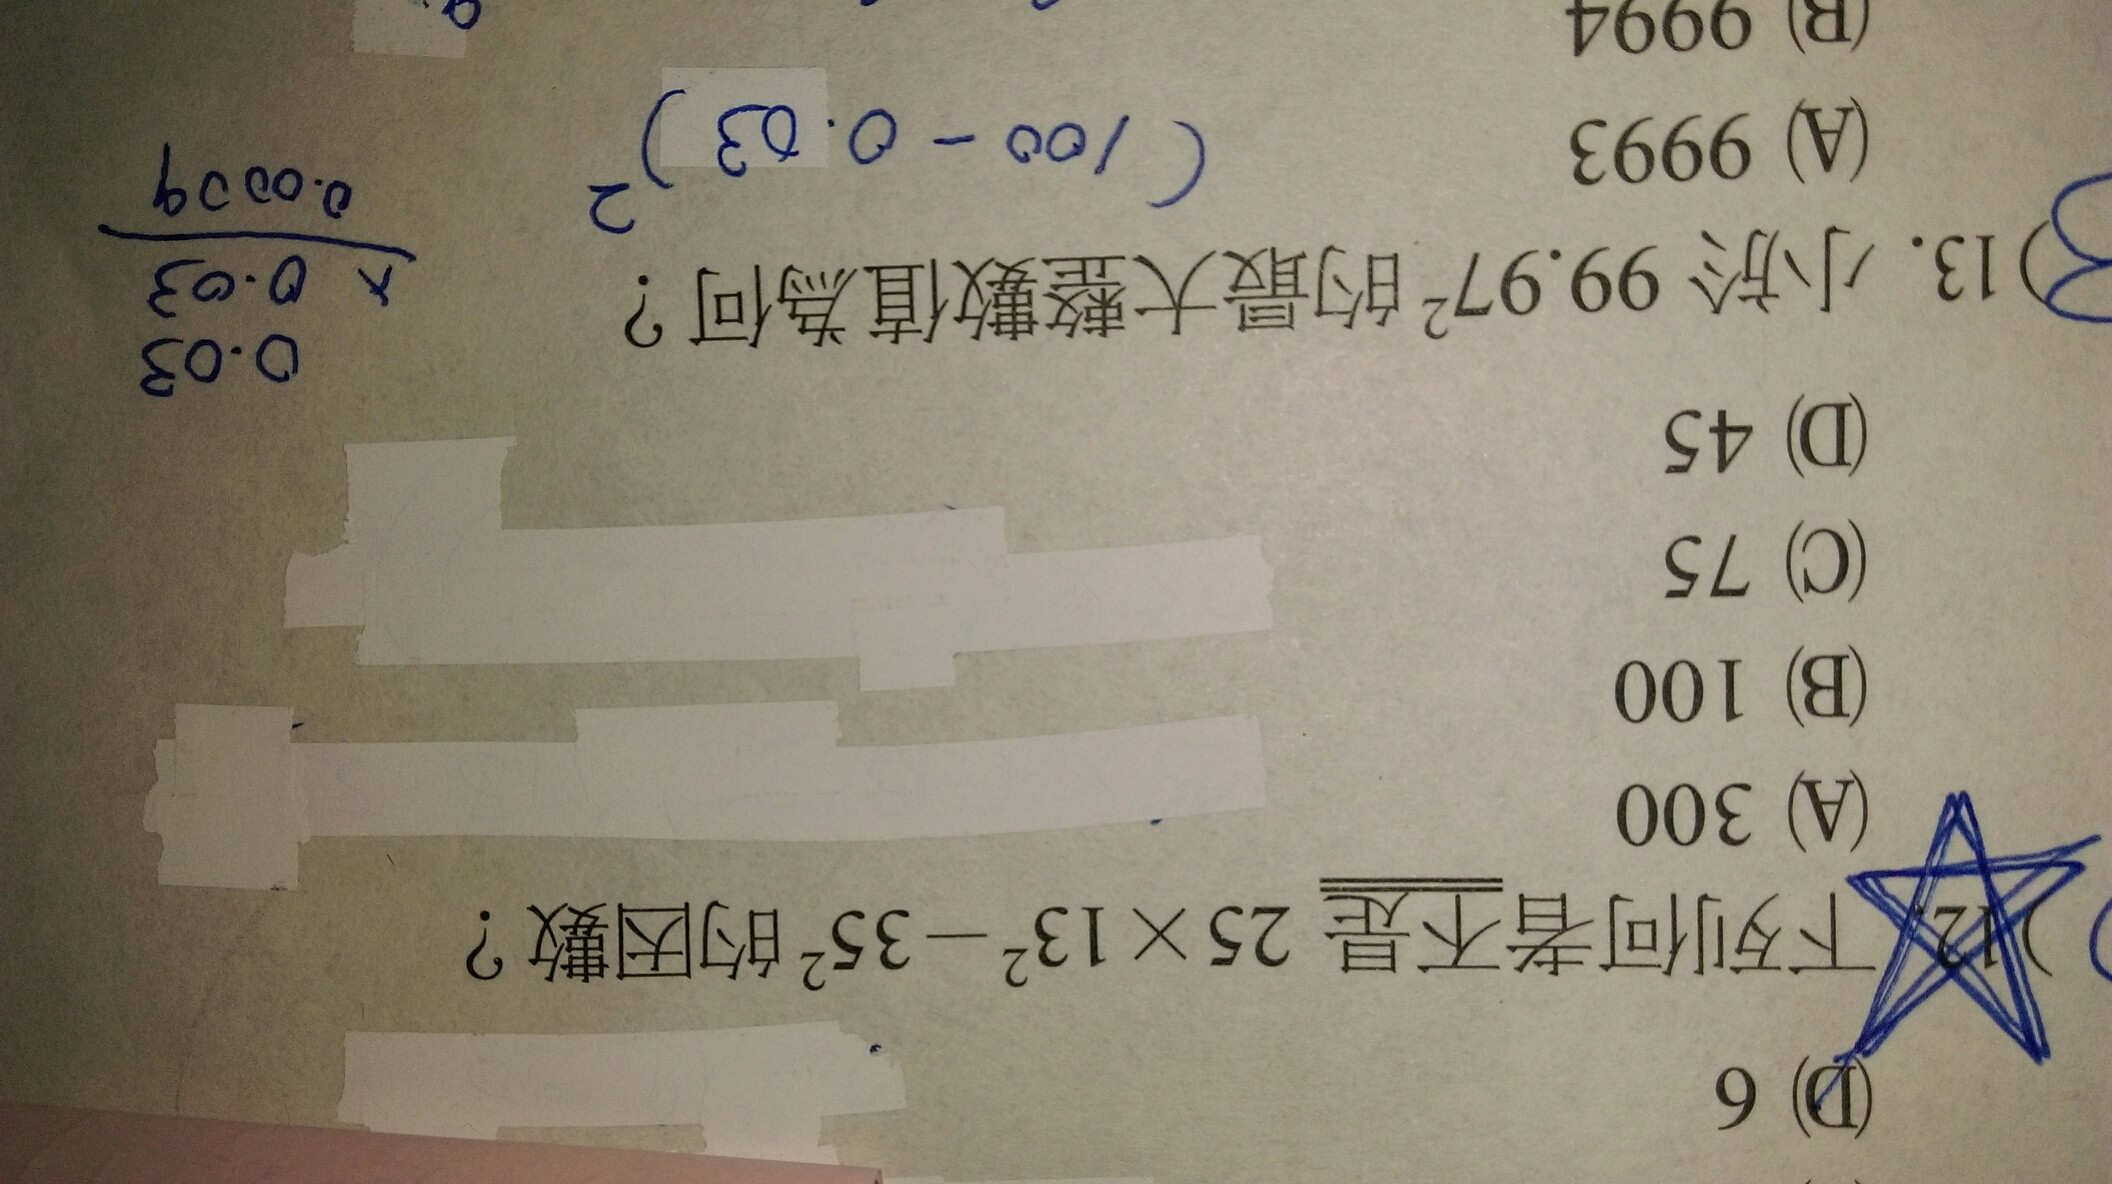 (D) 6
)12. 下列何者不是 25×13²－35² 的因數？
(A) 300
(B) 100
(C) 75
(D) 45
)13. 小於 99.97² 的最大整數值為何？
(A) 9993
(100 - 0.03)²
(B) 9994
0.03
× 0.03
0.0009